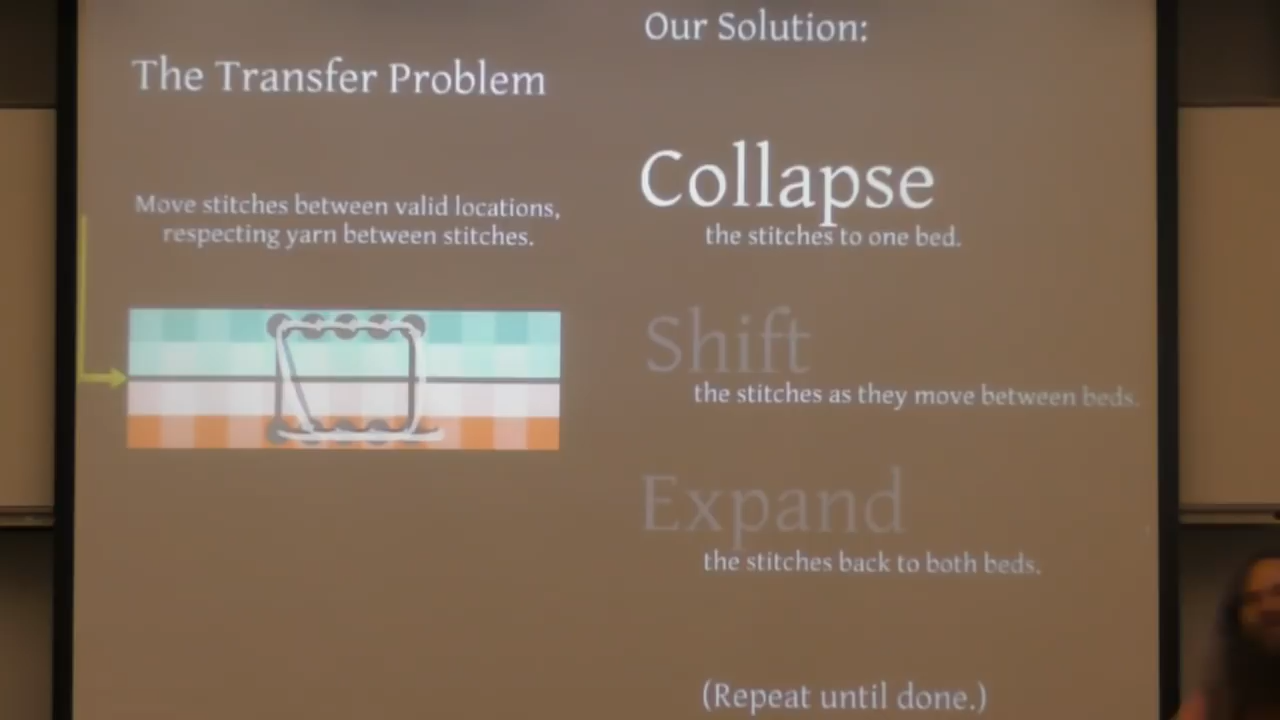 The Transfer Problem
Move stitches between valid locations,
respecting yarn between stitches.
Our Solution:
Collapse
the stitches to one bed.
Shift
the stitches as they move between beds.
Expand
the stitches back to both beds.
(Repeat until done.)